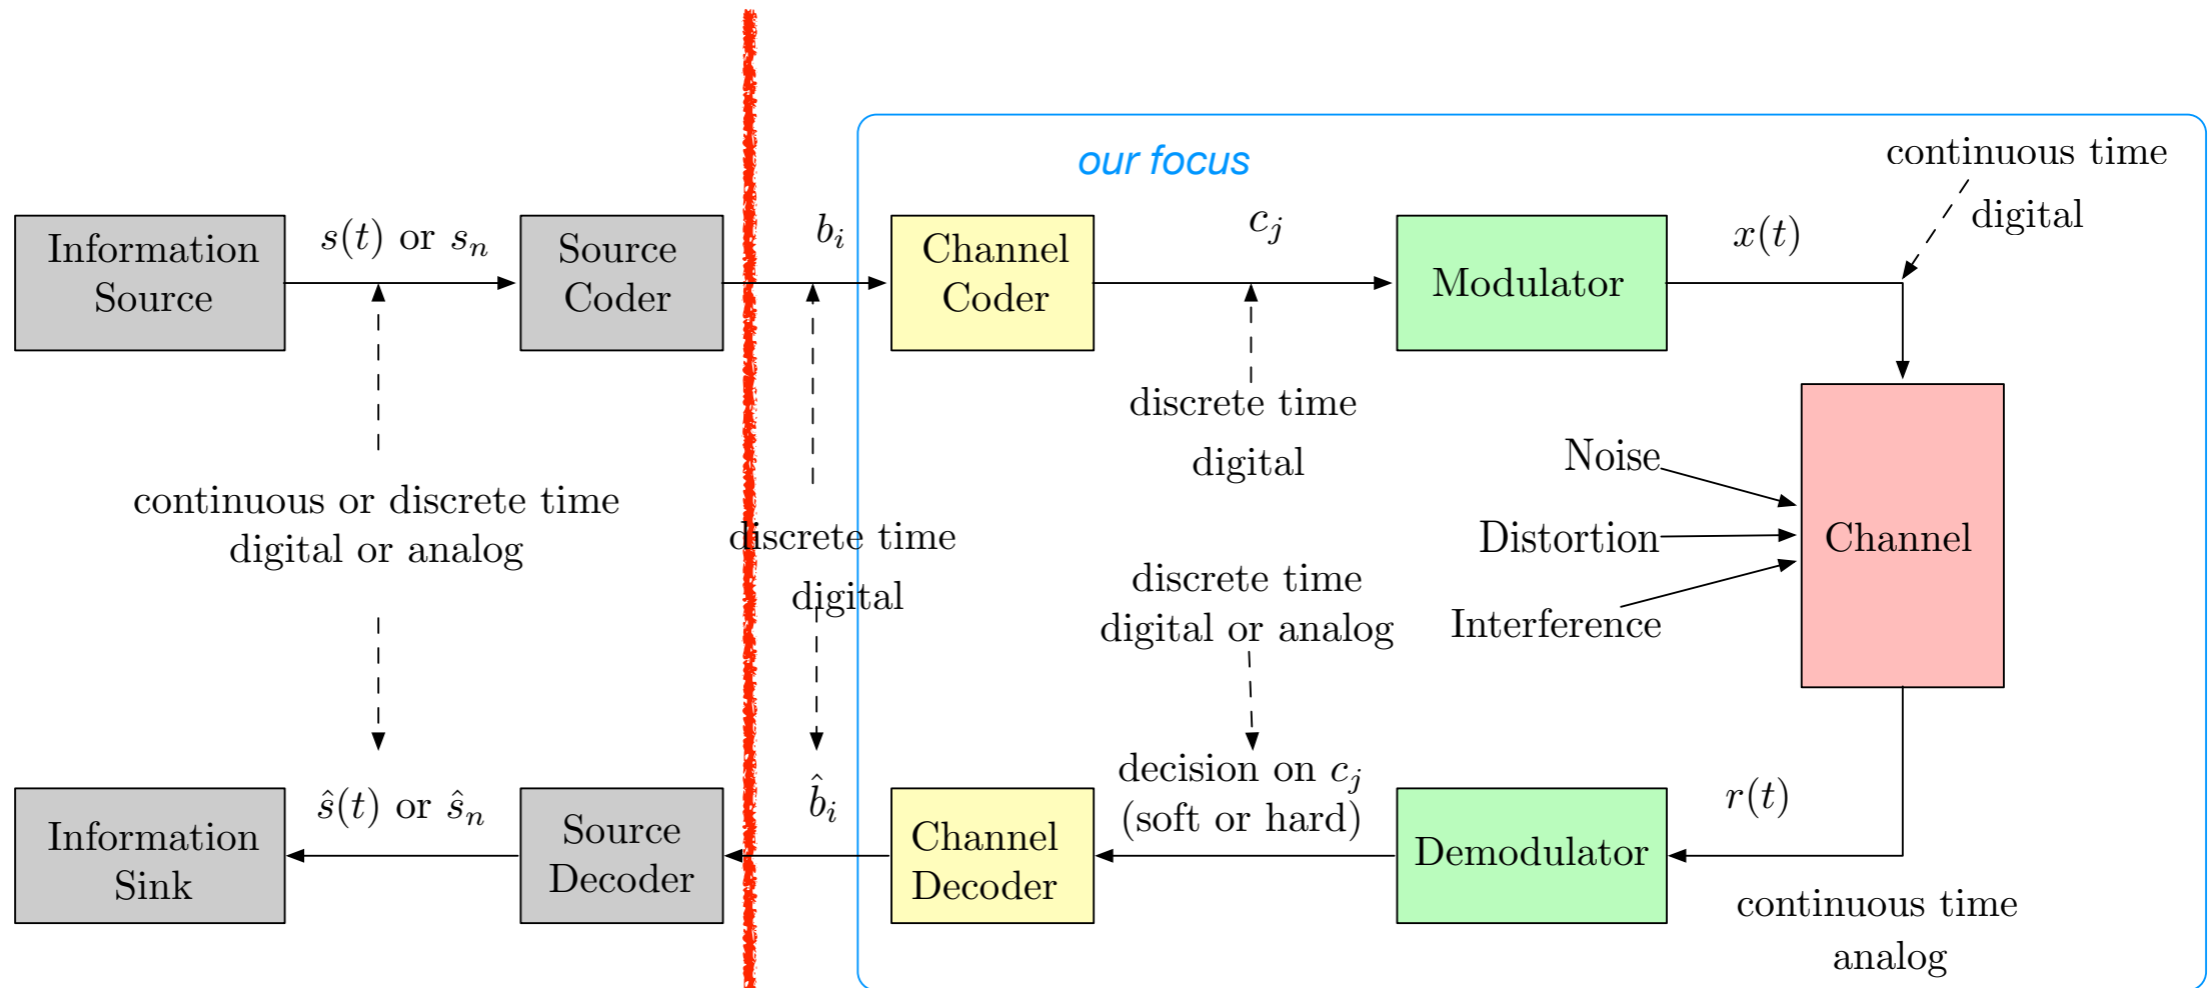 our focus
continuous time
digital
Information
Source
s(t) or sₙ
Source
Coder
bᵢ
Channel
Coder
cⱼ
Modulator
x(t)
discrete time
digital
Noise
Distortion
Interference
Channel
continuous or discrete time
digital or analog
discrete time
digital
discrete time
digital or analog
decision on cⱼ
(soft or hard)
Information
Sink
ŝ(t) or ŝₙ
Source
Decoder
b̂ᵢ
Channel
Decoder
Demodulator
r(t)
continuous time
analog